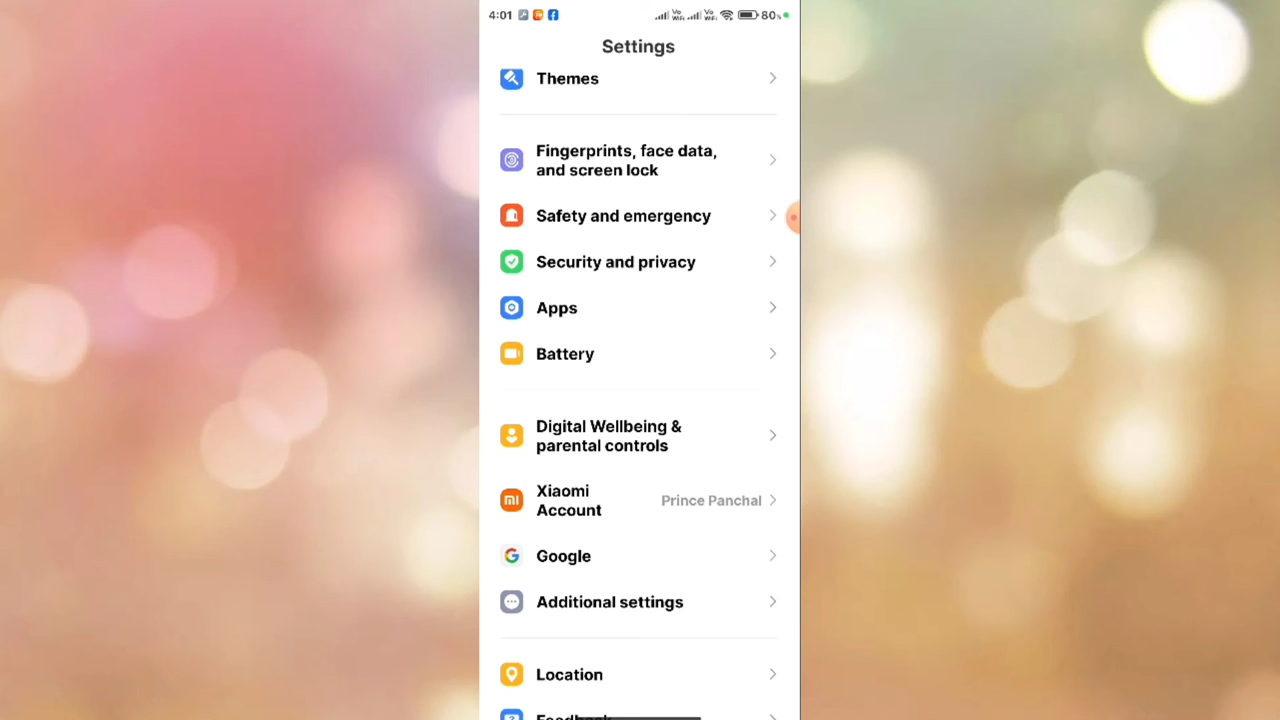 4:01 80%
Settings
Themes
Fingerprints, face data,
and screen lock
Safety and emergency
Security and privacy
Apps
Battery
Digital Wellbeing &
parental controls
Xiaomi
Account
Prince Panchal
Google
Additional settings
Location